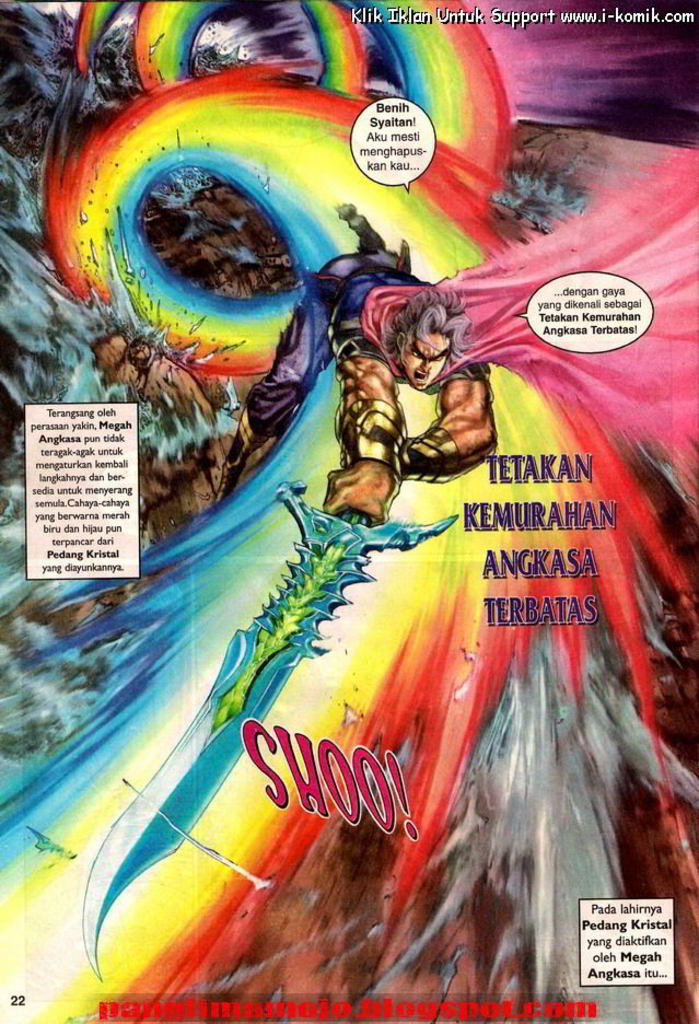 Klik Iklan Untuk Support www.i-komik.com
Benih
Syaitan!
Aku mesti
menghapus-
kan kau...
...dengan gaya
yang dikenali sebagai
Tetakan Kemurahan
Angkasa Terbatas!
Terangsang oleh
perasaan yakin, Megah
Angkasa pun tidak
teragak-agak untuk
mengaturkan kembali
langkahnya dan ber-
sedia untuk menyerang
semula.Cahaya-cahaya
yang berwarna merah
biru dan hijau pun
terpancar dari
Pedang Kristal
yang diayunkannya.
TETAKAN
KEMURAHAN
ANGKASA
TERBATAS
SHOO!
Pada lahirnya
Pedang Kristal
yang diaktifkan
oleh Megah
Angkasa itu...
22
panglimamojo.blogspot.com